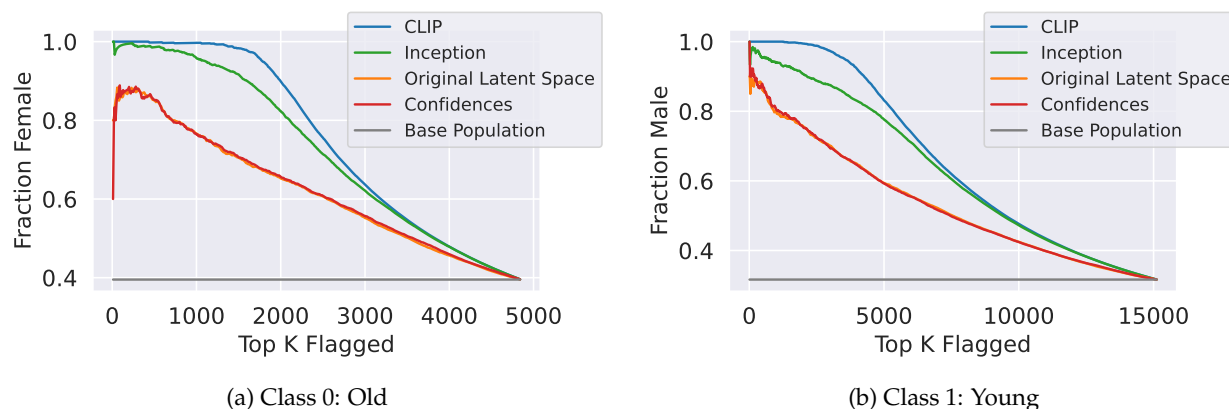 CLIP
Inception
Original Latent Space
Confidences
Base Population
Fraction Female
1.0
0.8
0.6
0.4
0 1000 2000 3000 4000 5000
Top K Flagged
(a) Class 0: Old
CLIP
Inception
Original Latent Space
Confidences
Base Population
Fraction Male
1.0
0.8
0.6
0.4
0 5000 10000 15000
Top K Flagged
(b) Class 1: Young